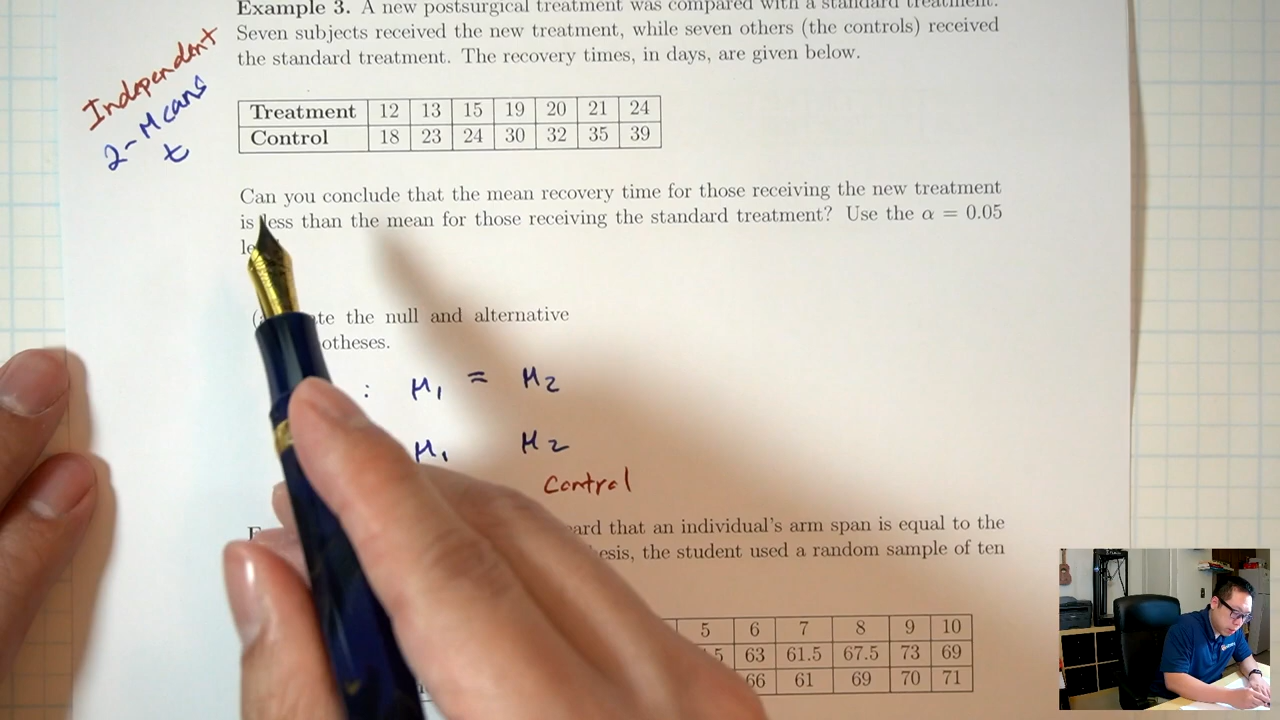 Example 3. A new postsurgical treatment was compared with a standard treatment.
Seven subjects received the new treatment, while seven others (the controls) received
the standard treatment. The recovery times, in days, are given below.
Independent
2-Means
t
Treatment 12 13 15 19 20 21 24
Control 18 23 24 30 32 35 39
Can you conclude that the mean recovery time for those receiving the new treatment
is less than the mean for those receiving the standard treatment? Use the α = 0.05
the null and alternative
: μ₁ = μ₂
μ₁ μ₂
Control
that an individual's arm span is equal to the
the student used a random sample of ten
5 6 7 8 9 10
63 61.5 67.5 73 69
66 61 69 70 71